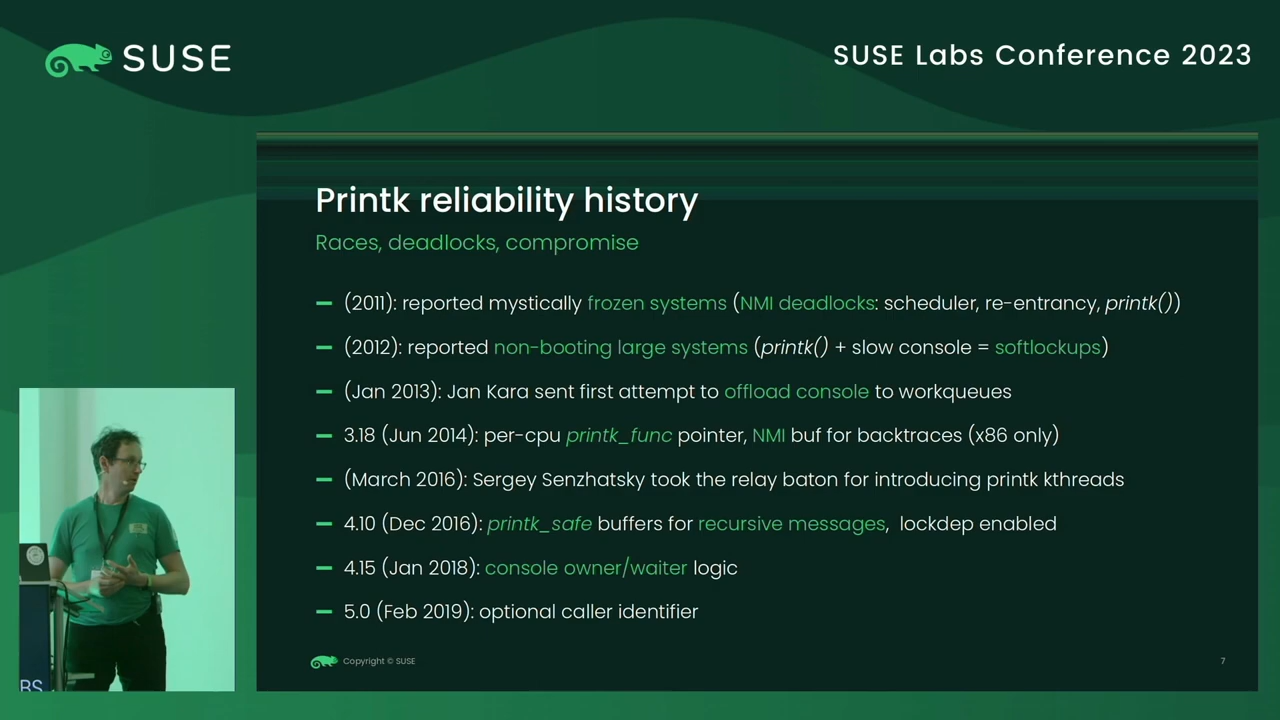 SUSE
SUSE Labs Conference 2023
Printk reliability history
Races, deadlocks, compromise
— (2011): reported mystically frozen systems (NMI deadlocks: scheduler, re-entrancy, printk())
— (2012): reported non-booting large systems (printk() + slow console = softlockups)
— (Jan 2013): Jan Kara sent first attempt to offload console to workqueues
— 3.18 (Jun 2014): per-cpu printk_func pointer, NMI buf for backtraces (x86 only)
— (March 2016): Sergey Senzhatsky took the relay baton for introducing printk kthreads
— 4.10 (Dec 2016): printk_safe buffers for recursive messages, lockdep enabled
— 4.15 (Jan 2018): console owner/waiter logic
— 5.0 (Feb 2019): optional caller identifier
Copyright © SUSE
7
BS